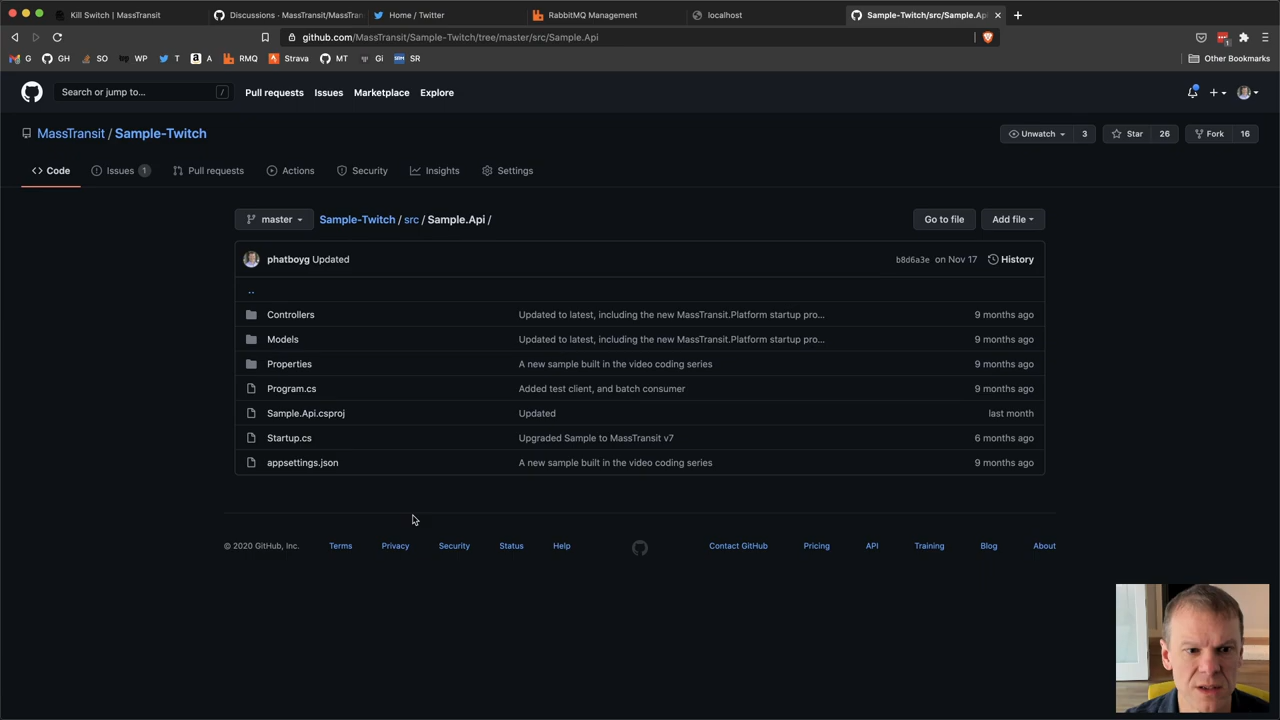 Kill Switch | MassTransit
Discussions · MassTransit/MassTran
Home / Twitter
RabbitMQ Management
localhost
Sample-Twitch/src/Sample.Api
github.com/MassTransit/Sample-Twitch/tree/master/src/Sample.Api
1
G
GH
SO
WP
T
A
RMQ
Strava
MT
Gi
SR
Other Bookmarks
Search or jump to...
/
Pull requests
Issues
Marketplace
Explore
MassTransit / Sample-Twitch
Unwatch
3
Star
26
Fork
16
Code
Issues
1
Pull requests
Actions
Security
Insights
Settings
master
Sample-Twitch / src / Sample.Api /
Go to file
Add file
phatboyg Updated
b8d6a3e on Nov 17
History
..
Controllers
Updated to latest, including the new MassTransit.Platform startup pro...
9 months ago
Models
Updated to latest, including the new MassTransit.Platform startup pro...
9 months ago
Properties
A new sample built in the video coding series
9 months ago
Program.cs
Added test client, and batch consumer
9 months ago
Sample.Api.csproj
Updated
last month
Startup.cs
Upgraded Sample to MassTransit v7
6 months ago
appsettings.json
A new sample built in the video coding series
9 months ago
© 2020 GitHub, Inc.
Terms
Privacy
Security
Status
Help
Contact GitHub
Pricing
API
Training
Blog
About